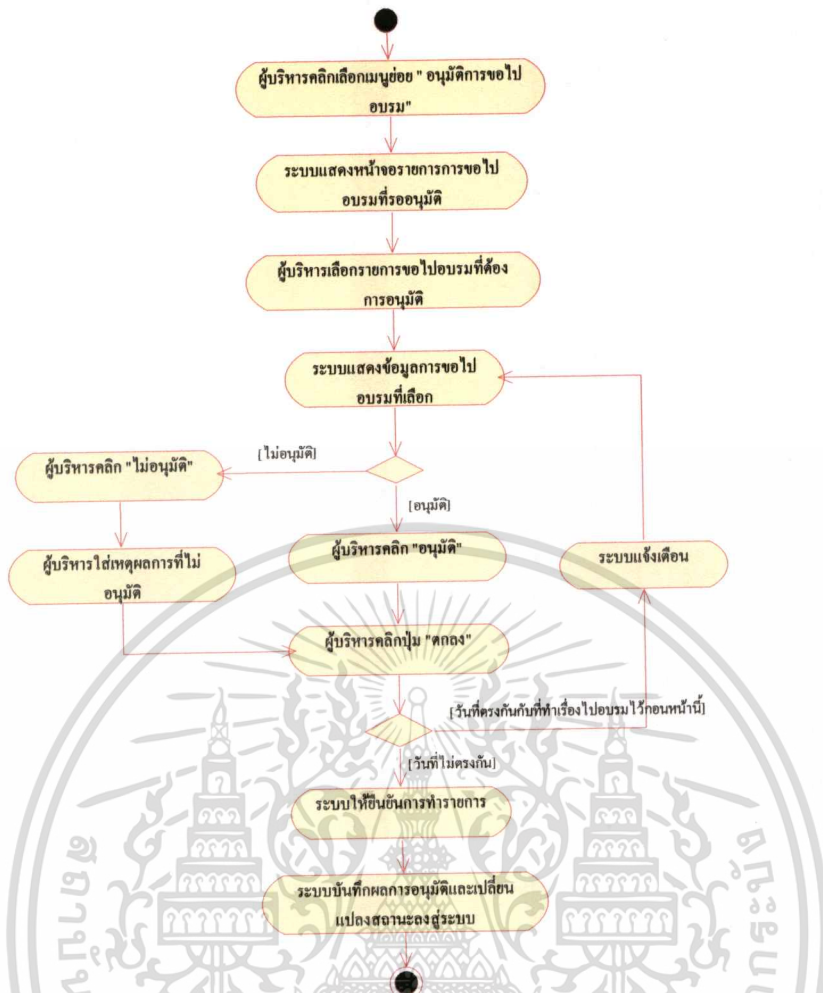 ผู้บริหารคลิกเลือกเมนูย่อย " อนุมัติการขอไป
อบรม"
ระบบแสดงหน้าจอรายการการขอไป
อบรมที่รออนุมัติ
ผู้บริหารเลือกรายการขอไปอบรมที่ต้อง
การอนุมัติ
ระบบแสดงข้อมูลการขอไป
อบรมที่เลือก
[ไม่อนุมัติ]
ผู้บริหารคลิก "ไม่อนุมัติ"
[อนุมัติ]
ผู้บริหารคลิก "อนุมัติ"
ระบบแจ้งเตือน
ผู้บริหารใส่เหตุผลการที่ไม่
อนุมัติ
ผู้บริหารคลิกปุ่ม "ตกลง"
[วันที่ตรงกันกับที่ทำเรื่องไปอบรมไว้กอนหน้านี้]
[วันที่ไม่ตรงกัน]
ระบบให้ยืนยันการทำรายการ
ระบบบันทึกผลการอนุมัติและเปลี่ยน
แปลงสถานะลงสู่ระบบ